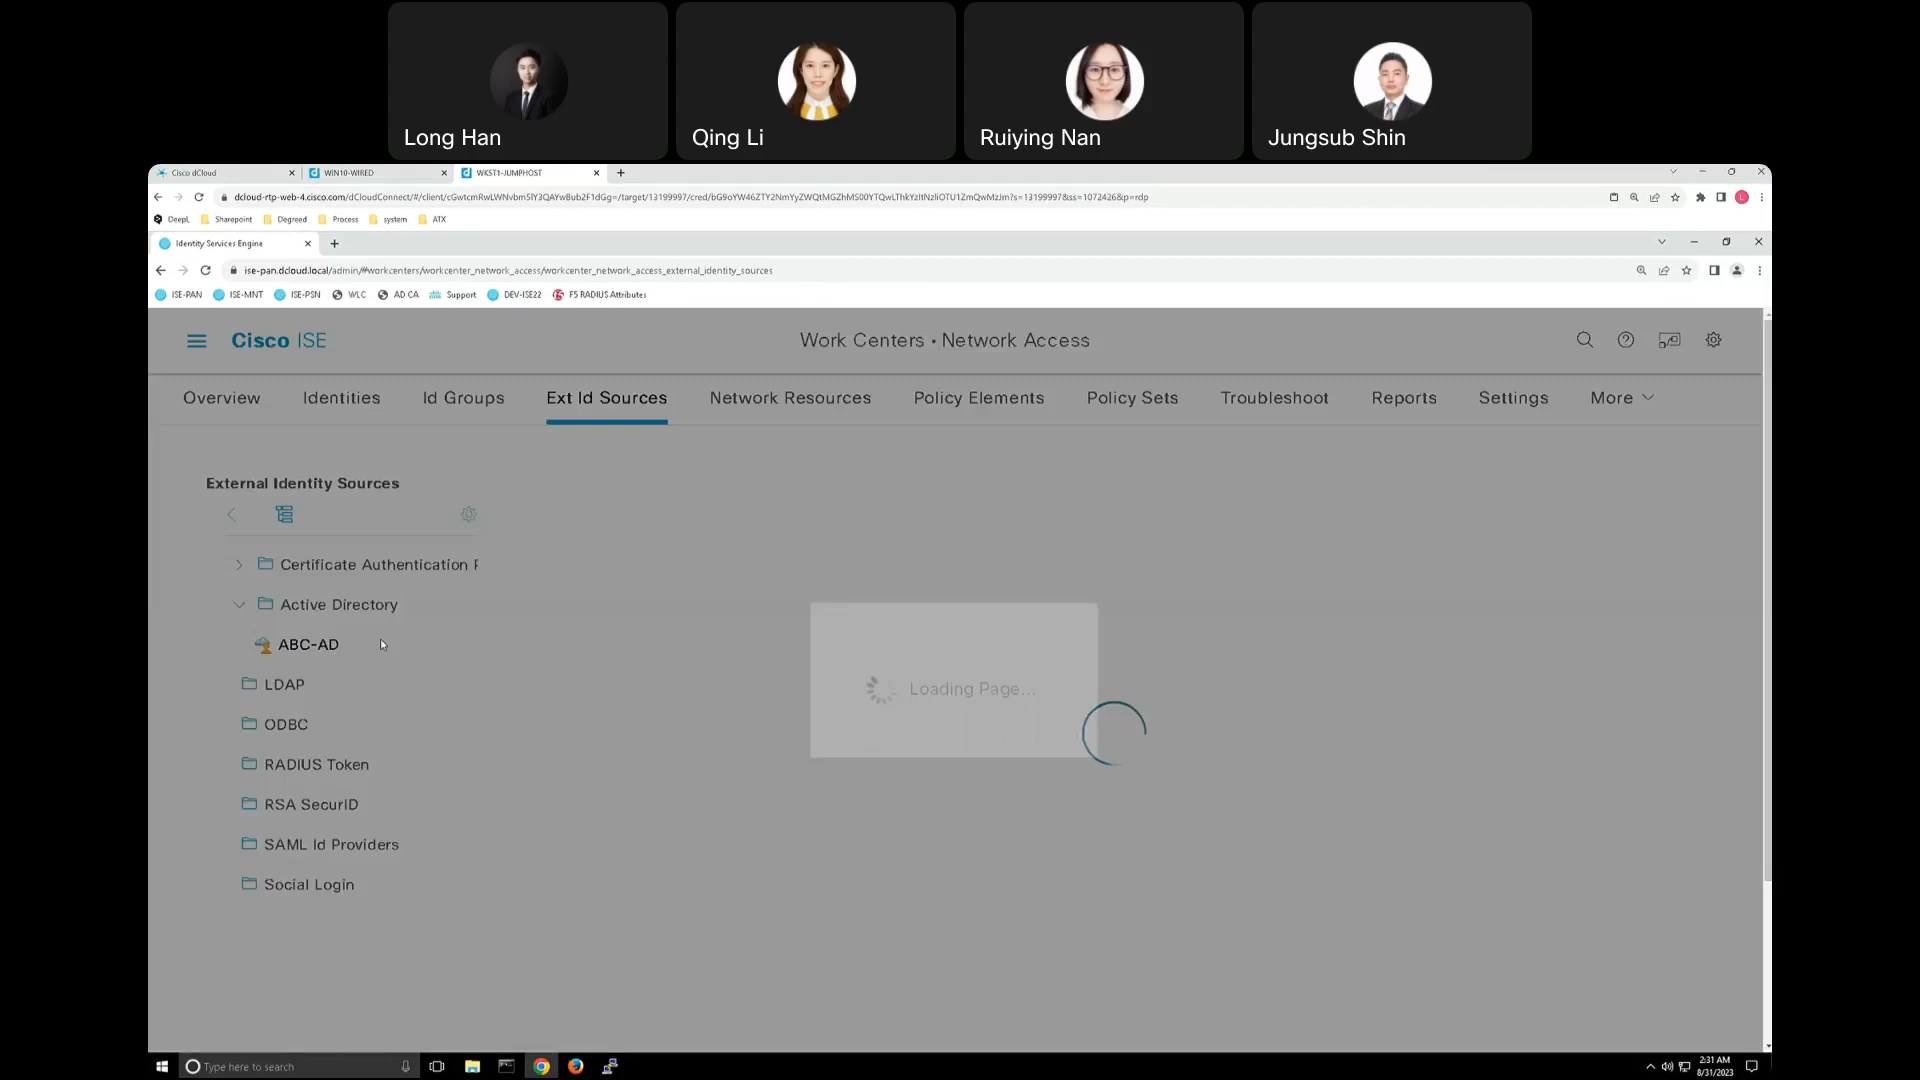 Long Han
Qing Li
Ruiying Nan
Jungsub Shin
Cisco dCloud
WIN10-WIRED
WKST1-JUMPHOST
DeepL
Sharepoint
Degreed
Process
system
ATX
Identity Services Engine
ise-pan.dcloud.local/admin/#workcenters/workcenter_network_access/workcenter_network_access_external_identity_sources
ISE-PAN
ISE-MNT
ISE-PSN
WLC
AD CA
Support
DEV-ISE22
F5 RADIUS Attributes
Cisco ISE
Work Centers • Network Access
Overview
Identities
Id Groups
Ext Id Sources
Network Resources
Policy Elements
Policy Sets
Troubleshoot
Reports
Settings
More
External Identity Sources
Certificate Authentication
Active Directory
ABC-AD
LDAP
ODBC
RADIUS Token
RSA SecurID
SAML Id Providers
Social Login
Loading Page...
Type here to search
2:31 AM
8/31/2023